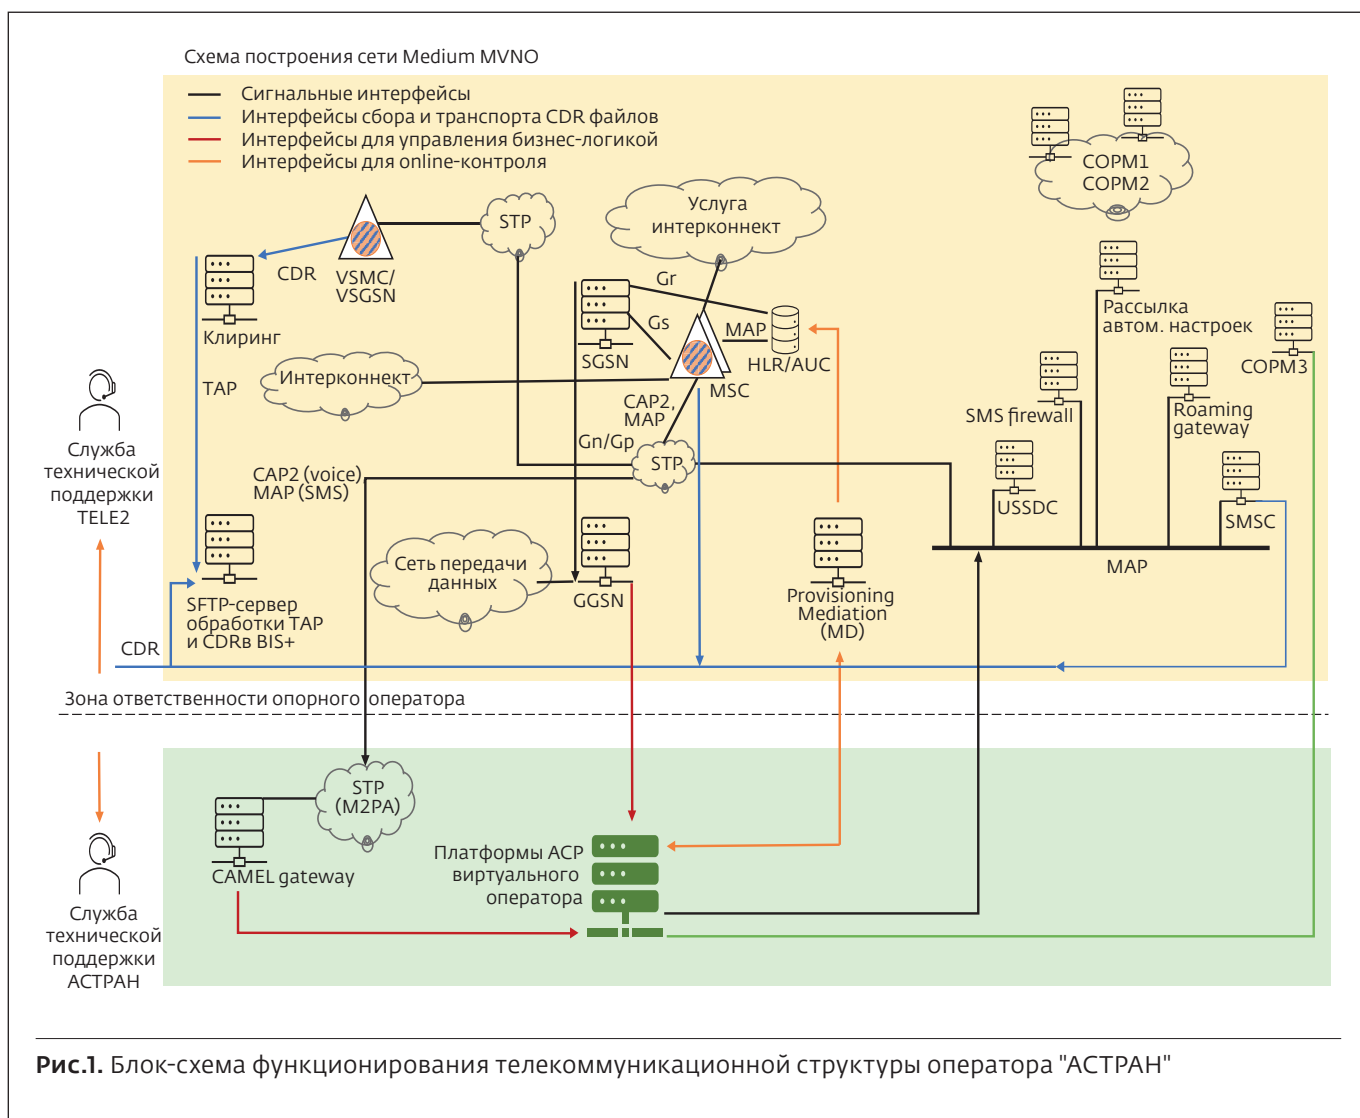 Схема построения сети Medium MVNO
Сигнальные интерфейсы
Интерфейсы сбора и транспорта CDR файлов
Интерфейсы для управления бизнес-логикой
Интерфейсы для online-контроля
СОРМ1
СОРМ2
STP
Услуга
интерконнект
CDR
VSMC/
VSGSN
Клиринг
Gr
Gs
SGSN
MAP
HLR/AUC
MSC
Рассылка
автом. настроек
СОРМ3
Интерконнект
TAP
CAP2,
MAP
SMS firewall
Roaming
gateway
Служба
технической
поддержки
TELE2
Gn/Gp
STP
CAP2 (voice)
MAP (SMS)
USSDC
SMSC
MAP
Сеть передачи
данных
GGSN
Provisioning
Mediation
(MD)
SFTP-сервер
обработки TAP
и CDRв BIS+
CDR
Зона ответственности опорного оператора
STP
(M2PA)
CAMEL gateway
Платформы АСР
виртуального
оператора
Служба
технической
поддержки
АСТРАН
Рис.1. Блок-схема функционирования телекоммуникационной структуры оператора "АСТРАН"